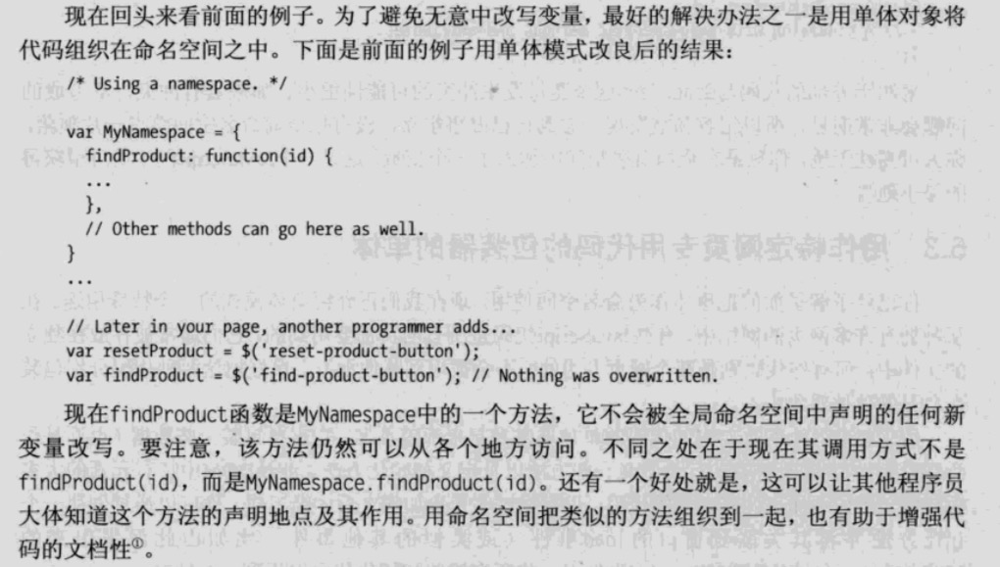 现在回头来看前面的例子。为了避免无意中改写变量，最好的解决办法之一是用单体对象将
代码组织在命名空间之中。下面是前面的例子用单体模式改良后的结果：
/* Using a namespace. */
var MyNamespace = {
findProduct: function(id) {
...
},
// Other methods can go here as well.
}
...
// Later in your page, another programmer adds...
var resetProduct = $('reset-product-button');
var findProduct = $('find-product-button'); // Nothing was overwritten.
现在findProduct函数是MyNamespace中的一个方法，它不会被全局命名空间中声明的任何新
变量改写。要注意，该方法仍然可以从各个地方访问。不同之处在于现在其调用方式不是
findProduct(id)，而是MyNamespace.findProduct(id)。还有一个好处就是，这可以让其他程序员
大体知道这个方法的声明地点及其作用。用命名空间把类似的方法组织到一起，也有助于增强代
码的文档性①。